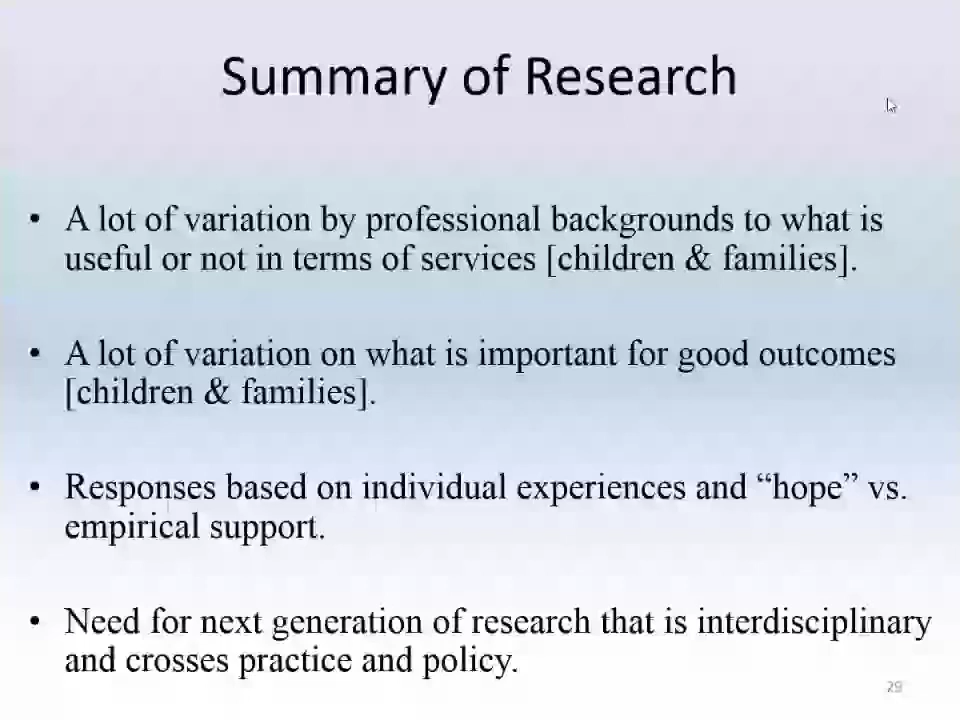 Summary of Research
• A lot of variation by professional backgrounds to what is
useful or not in terms of services [children & families].
• A lot of variation on what is important for good outcomes
[children & families].
• Responses based on individual experiences and “hope” vs.
empirical support.
• Need for next generation of research that is interdisciplinary
and crosses practice and policy.
29